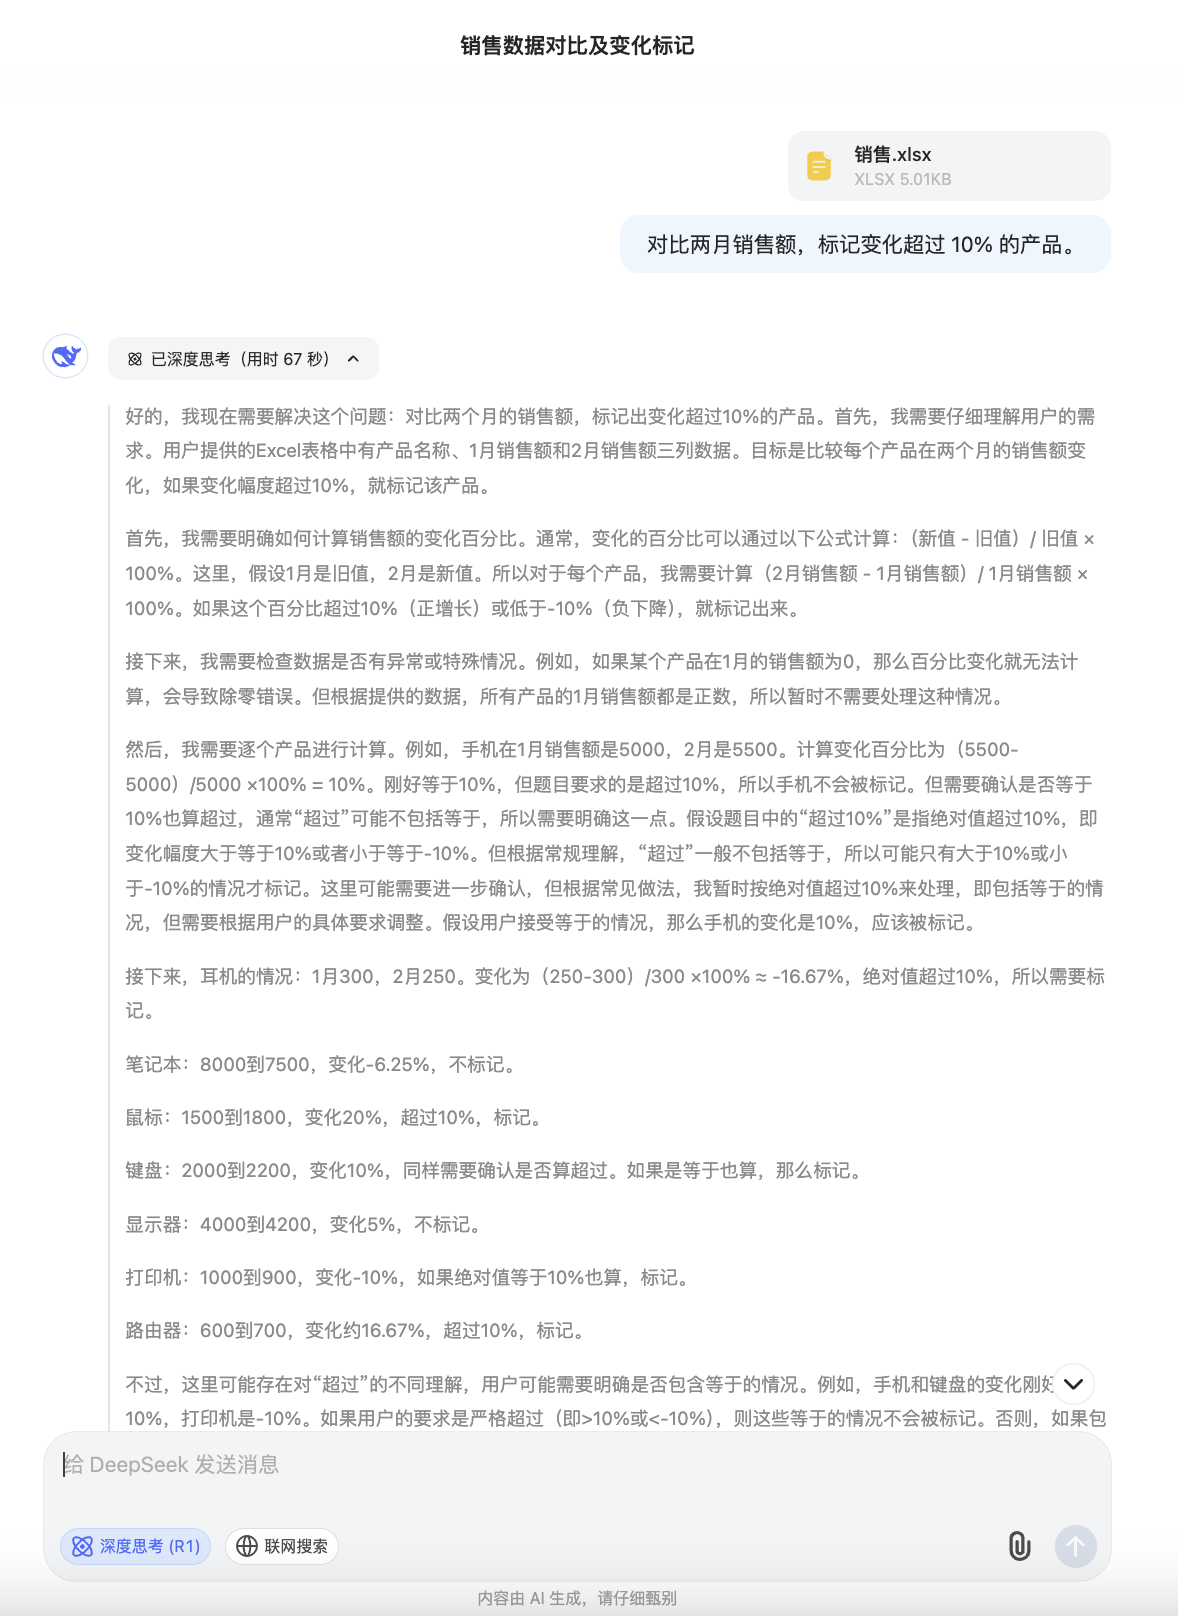 销售数据对比及变化标记
销售.xlsx
XLSX 5.01KB
对比两月销售额，标记变化超过 10% 的产品。
已深度思考（用时 67 秒）
好的，我现在需要解决这个问题：对比两个月的销售额，标记出变化超过10%的产品。首先，我需要仔细理解用户的需
求。用户提供的Excel表格中有产品名称、1月销售额和2月销售额三列数据。目标是比较每个产品在两个月的销售额变
化，如果变化幅度超过10%，就标记该产品。
首先，我需要明确如何计算销售额的变化百分比。通常，变化的百分比可以通过以下公式计算：（新值 - 旧值）/ 旧值 ×
100%。这里，假设1月是旧值，2月是新值。所以对于每个产品，我需要计算（2月销售额 - 1月销售额）/ 1月销售额 ×
100%。如果这个百分比超过10%（正增长）或低于-10%（负下降），就标记出来。
接下来，我需要检查数据是否有异常或特殊情况。例如，如果某个产品在1月的销售额为0，那么百分比变化就无法计
算，会导致除零错误。但根据提供的数据，所有产品的1月销售额都是正数，所以暂时不需要处理这种情况。
然后，我需要逐个产品进行计算。例如，手机在1月销售额是5000，2月是5500。计算变化百分比为（5500-
5000）/5000 ×100% = 10%。刚好等于10%，但题目要求的是超过10%，所以手机不会被标记。但需要确认是否等于
10%也算超过，通常“超过”可能不包括等于，所以需要明确这一点。假设题目中的“超过10%”是指绝对值超过10%，即
变化幅度大于等于10%或者小于等于-10%。但根据常规理解，“超过”一般不包括等于，所以可能只有大于10%或小
于-10%的情况才标记。这里可能需要进一步确认，但根据常见做法，我暂时按绝对值超过10%来处理，即包括等于的情
况，但需要根据用户的具体要求调整。假设用户接受等于的情况，那么手机的变化是10%，应该被标记。
接下来，耳机的情况：1月300，2月250。变化为（250-300）/300 ×100% ≈ -16.67%，绝对值超过10%，所以需要标
记。
笔记本：8000到7500，变化-6.25%，不标记。
鼠标：1500到1800，变化20%，超过10%，标记。
键盘：2000到2200，变化10%，同样需要确认是否算超过。如果是等于也算，那么标记。
显示器：4000到4200，变化5%，不标记。
打印机：1000到900，变化-10%，如果绝对值等于10%也算，标记。
路由器：600到700，变化约16.67%，超过10%，标记。
不过，这里可能存在对“超过”的不同理解，用户可能需要明确是否包含等于的情况。例如，手机和键盘的变化刚好
10%，打印机是-10%。如果用户的要求是严格超过（即>10%或<-10%），则这些等于的情况不会被标记。否则，如果包
给 DeepSeek 发送消息
深度思考 (R1)
联网搜索
内容由 AI 生成，请仔细甄别